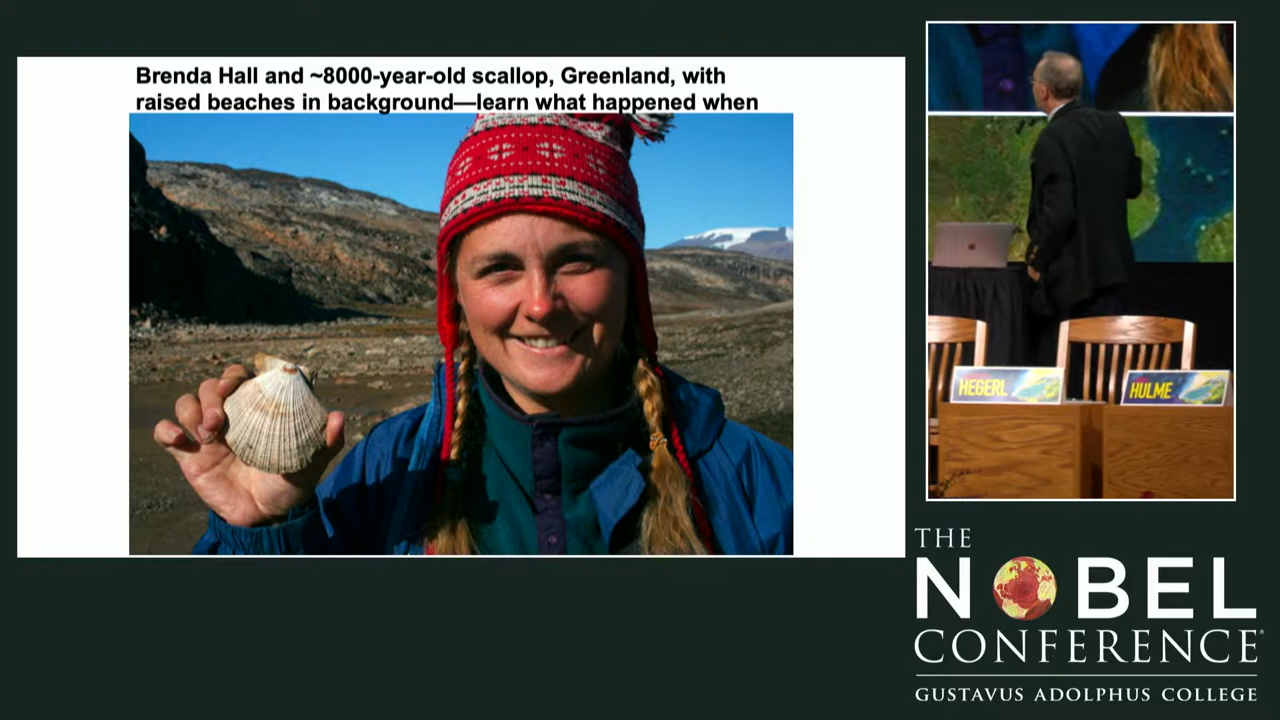 Brenda Hall and ~8000-year-old scallop, Greenland, with
raised beaches in background—learn what happened when
HEGERL
HULME
THE
NOBEL
CONFERENCE®
GUSTAVUS ADOLPHUS COLLEGE